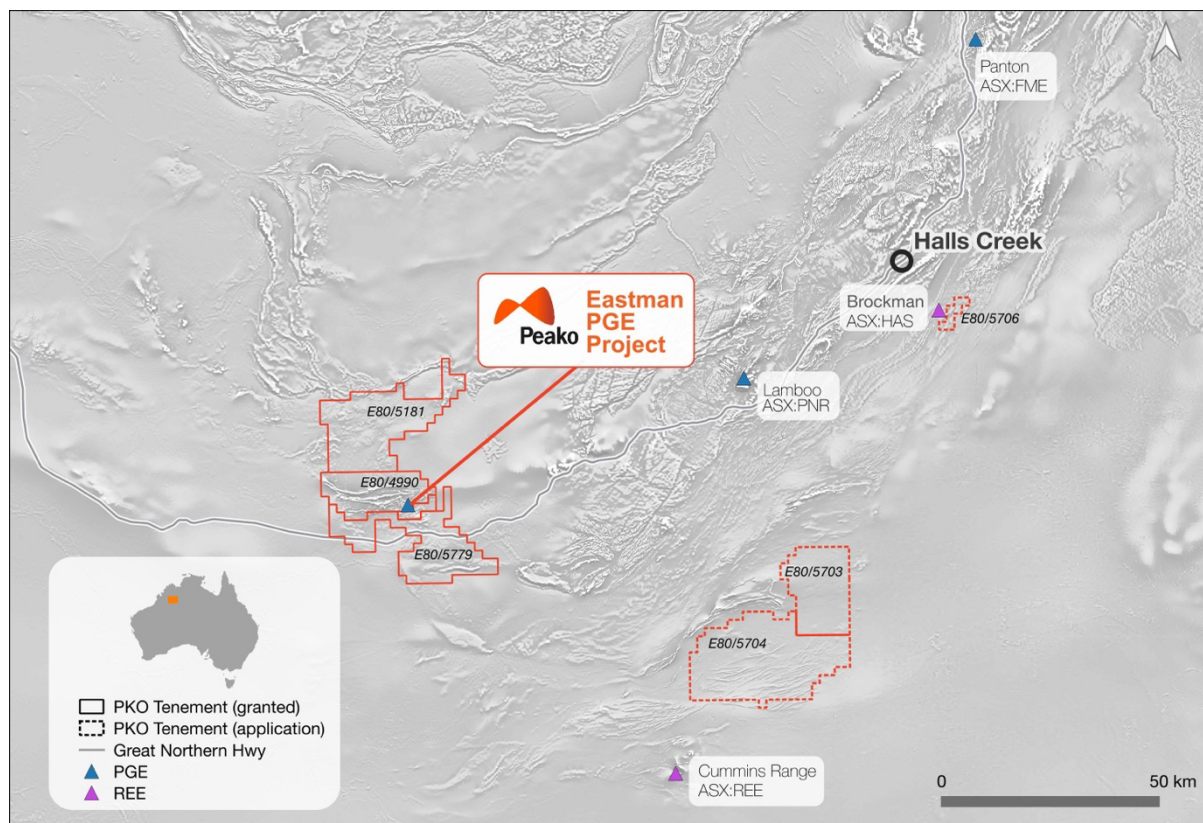 Panton
ASX:FME
Halls Creek
Peako
Eastman
PGE
Project
Brockman
ASX:HAS
E80/5706
Lamboo
ASX:PNR
E80/5181
E80/4990
E80/5779
E80/5703
E80/5704
PKO Tenement (granted)
PKO Tenement (application)
Great Northern Hwy
PGE
REE
Cummins Range
ASX:REE
0 50 km